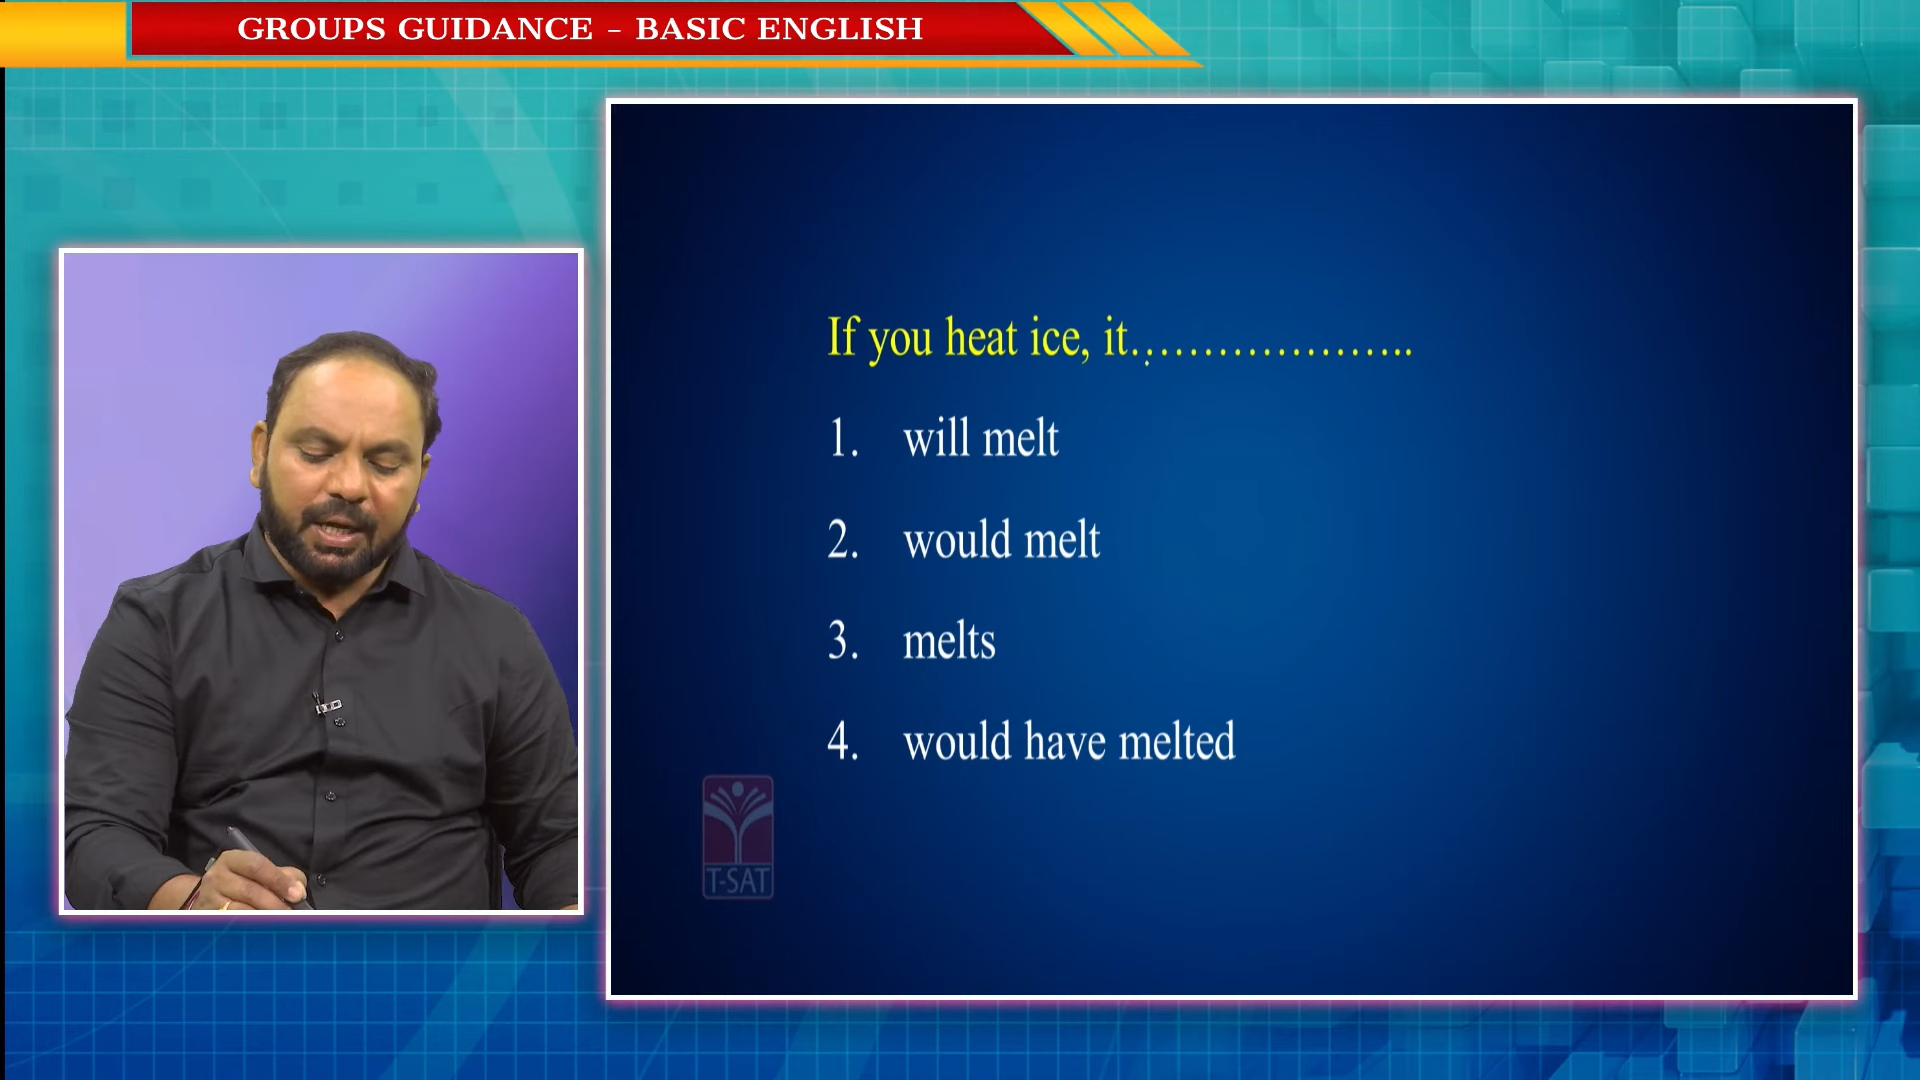 GROUPS GUIDANCE - BASIC ENGLISH
If you heat ice, it.………………..
1. will melt
2. would melt
3. melts
4. would have melted
T-SAT